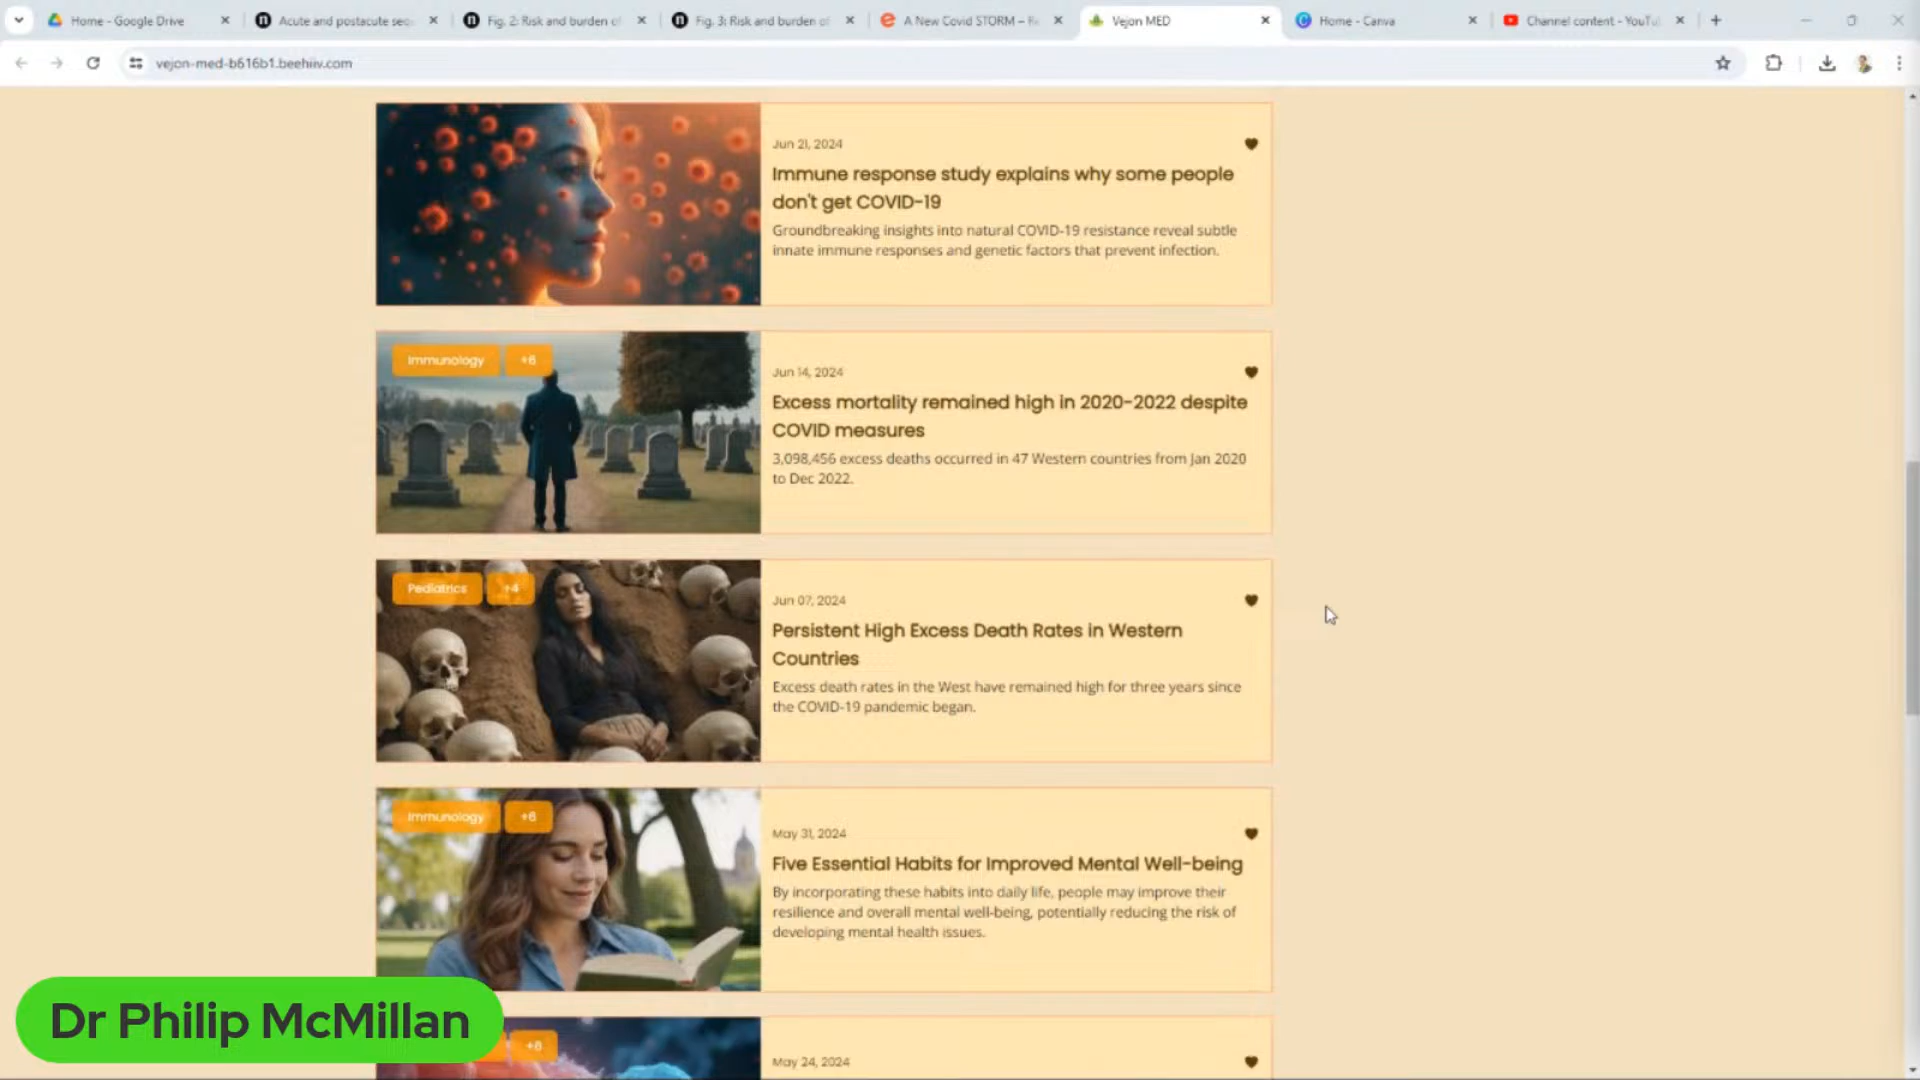 Home - Google Drive
Acute and postacute seq
Fig. 2: Risk and burden of
Fig. 3: Risk and burden of
A New Covid STORM – Re
Vejon MED
Home - Canva
Channel content - YouTu
vejon-med-b616b1.beehiiv.com
Jun 21, 2024
Immune response study explains why some people
don't get COVID-19
Groundbreaking insights into natural COVID-19 resistance reveal subtle
innate immune responses and genetic factors that prevent infection.
Immunology +6
Jun 14, 2024
Excess mortality remained high in 2020-2022 despite
COVID measures
3,098,456 excess deaths occurred in 47 Western countries from Jan 2020
to Dec 2022.
Pediatrics +4
Jun 07, 2024
Persistent High Excess Death Rates in Western
Countries
Excess death rates in the West have remained high for three years since
the COVID-19 pandemic began.
Immunology +6
May 31, 2024
Five Essential Habits for Improved Mental Well-being
By incorporating these habits into daily life, people may improve their
resilience and overall mental well-being, potentially reducing the risk of
developing mental health issues.
Dr Philip McMillan
+8
May 24, 2024